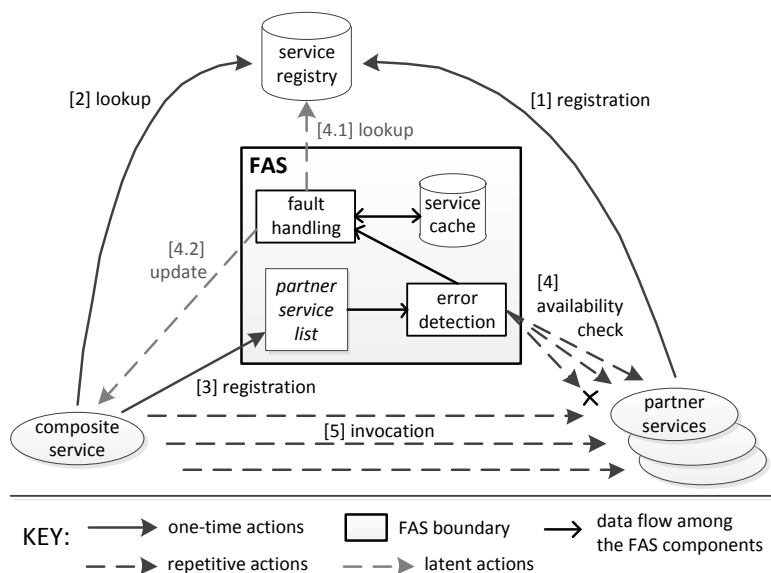 service
registry
[2] lookup
[1] registration
[4.1] lookup
FAS
fault
handling
service
cache
[4.2]
update
partner
service
list
error
detection
[4]
availability
check
[3] registration
composite
service
[5] invocation
partner
services
KEY:
one-time actions
FAS boundary
data flow among
the FAS components
repetitive actions
latent actions